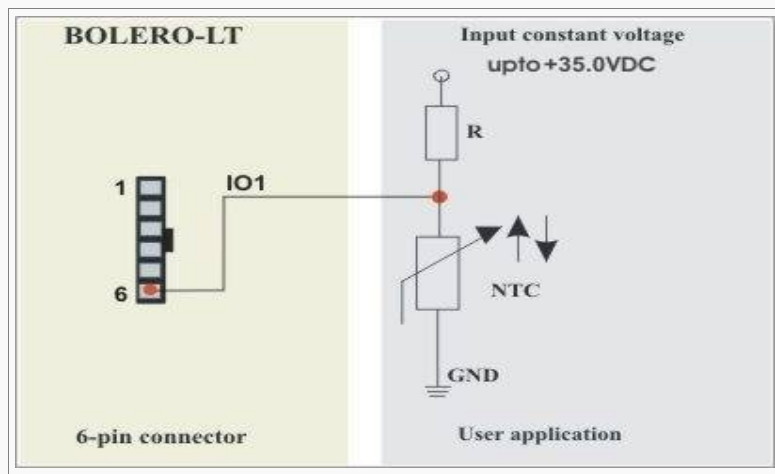 BOLERO-LT
Input constant voltage
upto +35.0VDC
R
1
IO1
6
NTC
GND
6-pin connector
User application